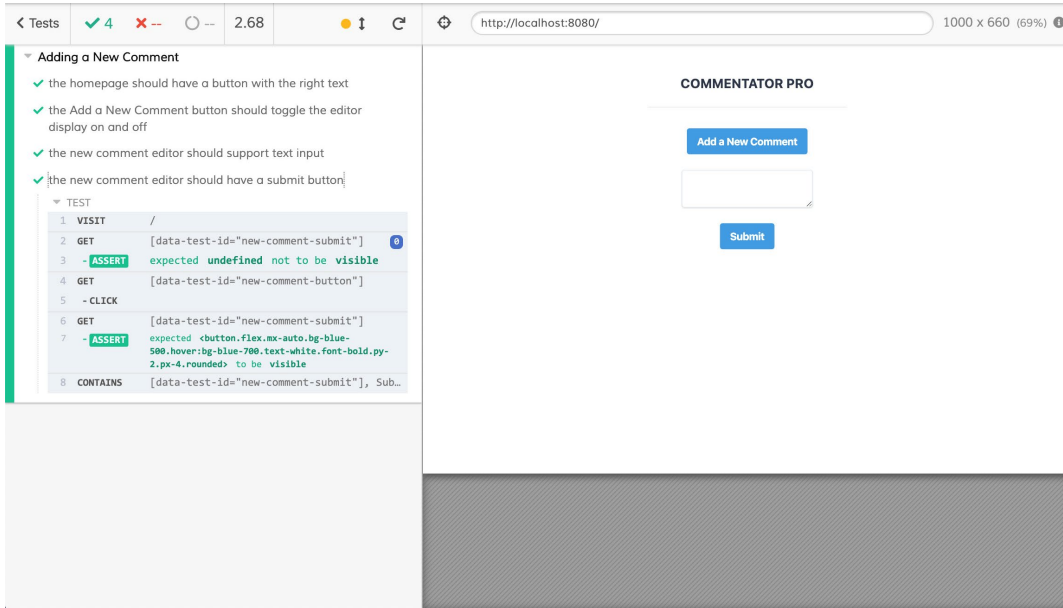 Tests
4
--
--
2.68
http://localhost:8080/
1000 x 660 (69%)
Adding a New Comment
the homepage should have a button with the right text
the Add a New Comment button should toggle the editor
display on and off
the new comment editor should support text input
the new comment editor should have a submit button
TEST
1 VISIT /
2 GET [data-test-id="new-comment-submit"] 0
3 - ASSERT expected undefined not to be visible
4 GET [data-test-id="new-comment-button"]
5 - CLICK
6 GET [data-test-id="new-comment-submit"]
7 - ASSERT expected <button.flex.mx-auto.bg-blue-
500.hover:bg-blue-700.text-white.font-bold.py-
2.px-4.rounded> to be visible
8 CONTAINS [data-test-id="new-comment-submit"], Sub…
COMMENTATOR PRO
Add a New Comment
Submit